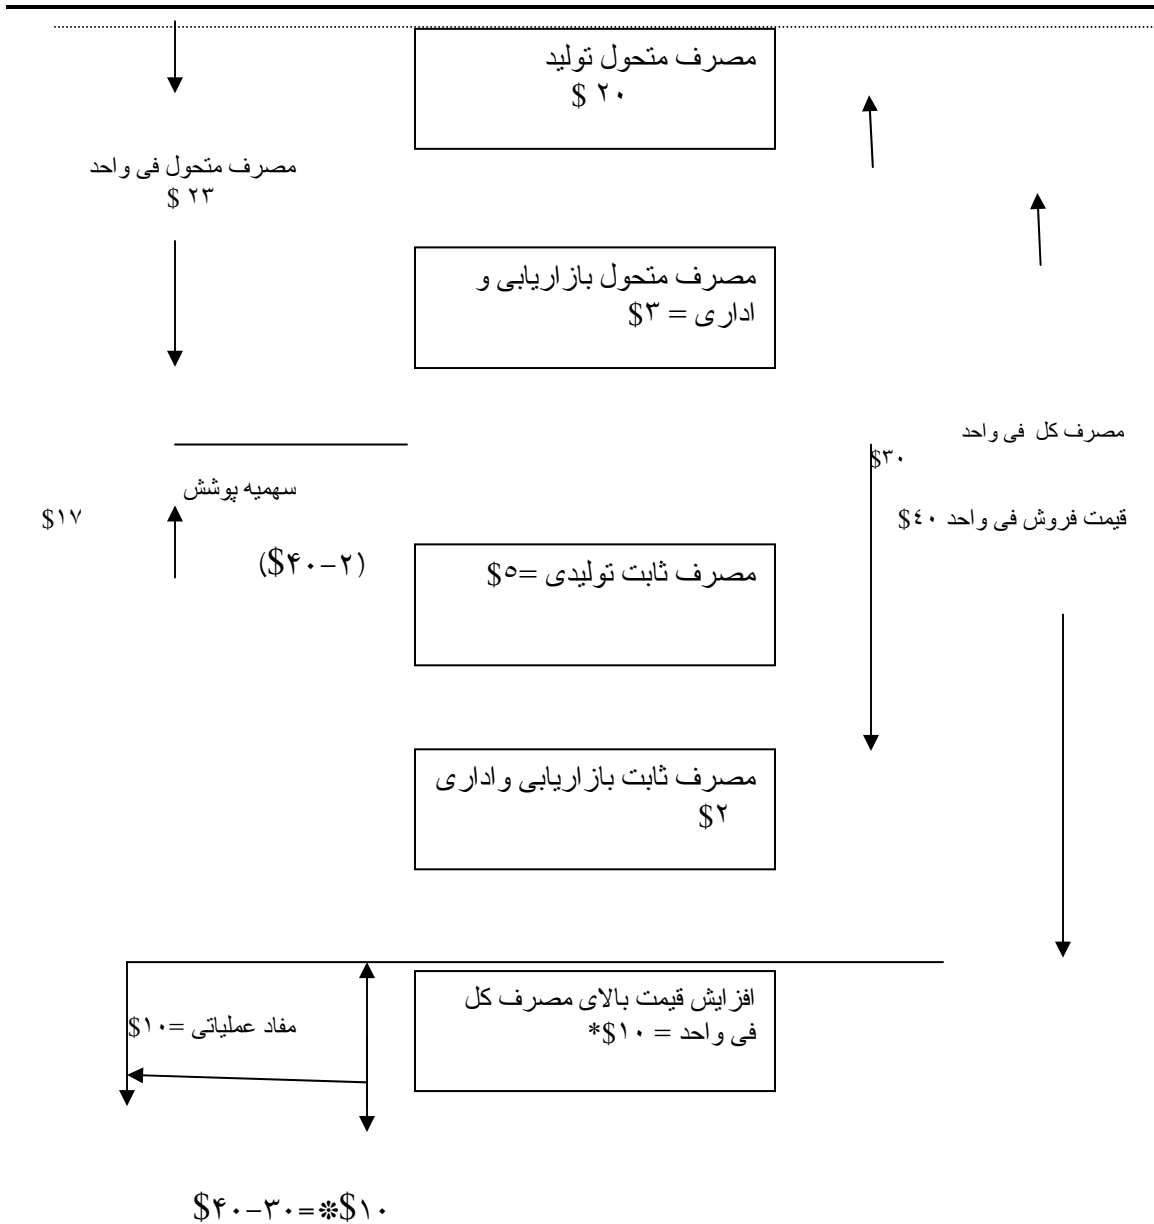 مصرف متحول تولید
$ ۲۰
مصرف متحول فی واحد
$ ۲۳
مصرف متحول بازاریابی و
اداری = ۳$
مصرف کل فی واحد
$۳۰
سهمیه پوشش
$۱۷
قیمت فروش فی واحد ۴۰$
($۴۰-۲)
مصرف ثابت تولیدی =۵$
مصرف ثابت بازاریابی واداری
$۲
افزایش قیمت بالای مصرف کل
فی واحد = ۱۰$*
مفاد عملیاتی =۱۰$
$۴۰-۳۰=*$۱۰